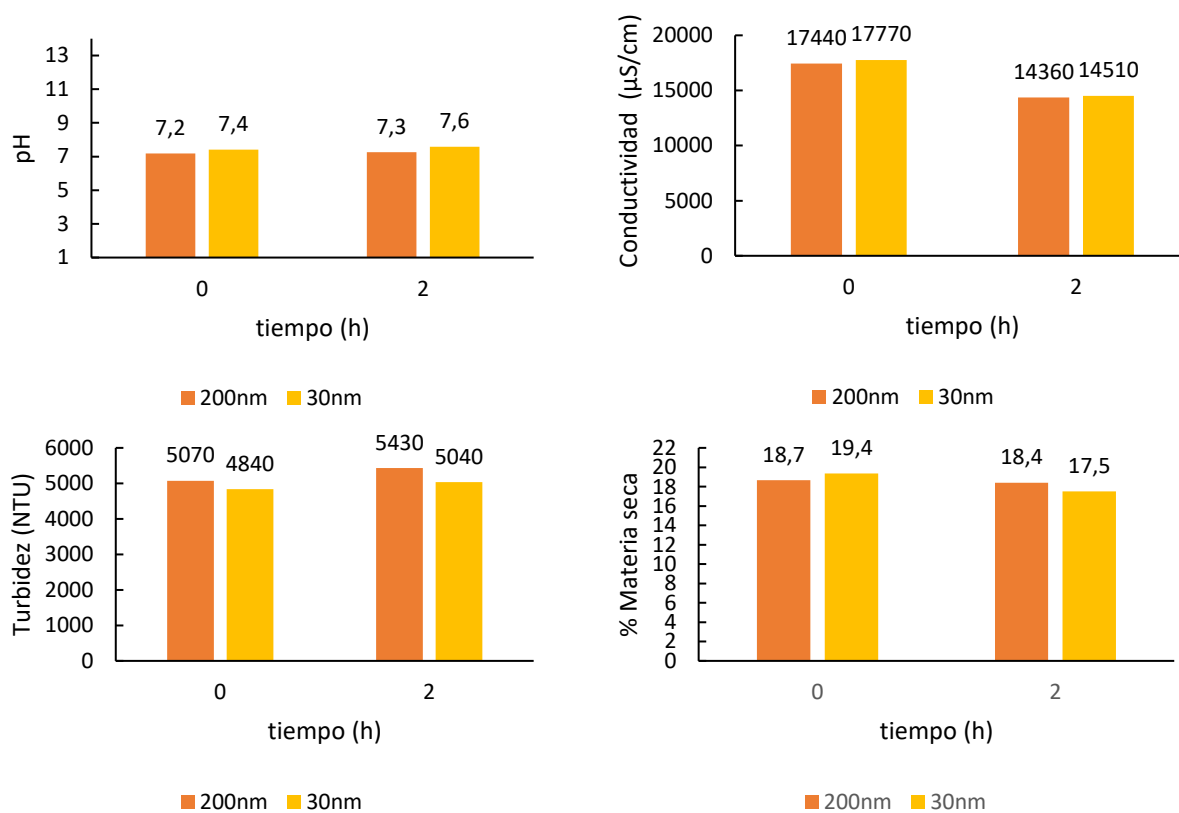 pH
13
11
9
7
5
3
1
7,2 7,4 7,3 7,6
0 2
tiempo (h)
200nm 30nm
Conductividad (µS/cm)
20000
15000
10000
5000
0
17440 17770 14360 14510
0 2
tiempo (h)
200nm 30nm
Turbidez (NTU)
6000
5000
4000
3000
2000
1000
0
5070 4840 5430 5040
0 2
tiempo (h)
200nm 30nm
% Materia seca
22
20
18
16
14
12
10
8
6
4
2
0
18,7 19,4 18,4 17,5
0 2
tiempo (h)
200nm 30nm